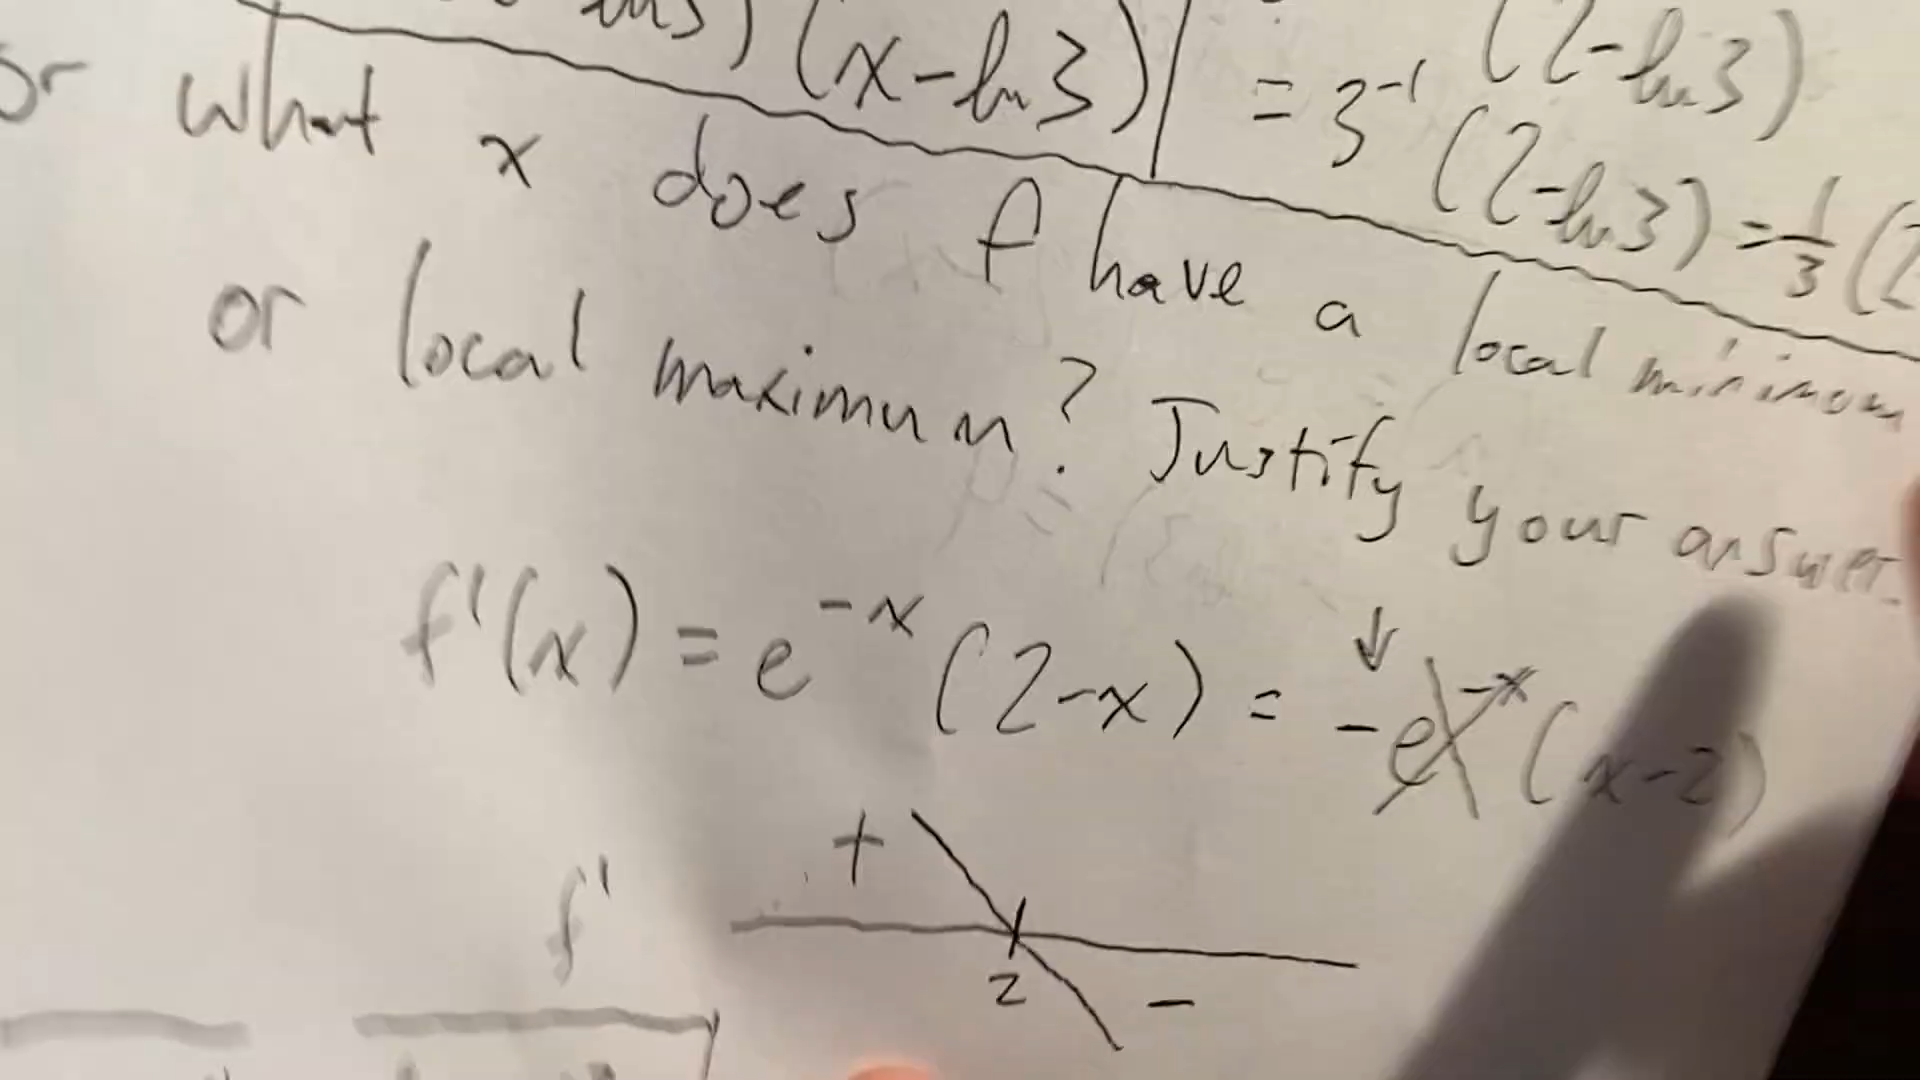 (x-ln3)
(2-ln3)
= 3⁻¹ (2-ln3) = 1/3 (2
or what x does f have a local minimum
or local maximum? Justify your answer.
f'(x) = e^{-x} (2-x) = -e^{-x} (x-2)
↓
+
f'
2
-